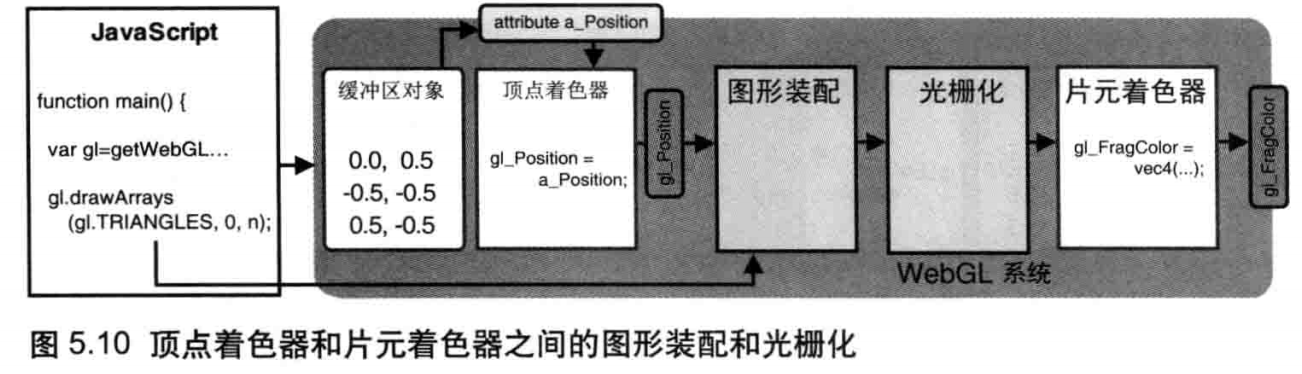 JavaScript
function main() {
var gl=getWebGL…
gl.drawArrays
(gl.TRIANGLES, 0, n);
attribute a_Position
缓冲区对象
0.0, 0.5
-0.5, -0.5
0.5, -0.5
顶点着色器
gl_Position =
a_Position;
gl_Position
图形装配
光栅化
片元着色器
gl_FragColor =
vec4(...);
gl_FragColor
WebGL 系统
图 5.10 顶点着色器和片元着色器之间的图形装配和光栅化